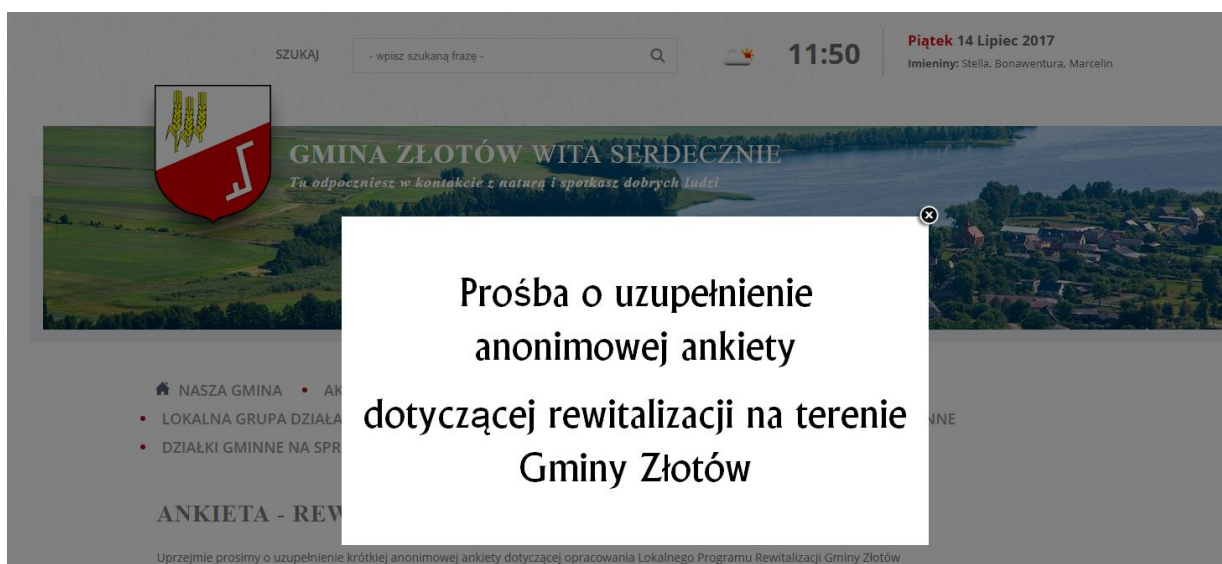 SZUKAJ
- wpisz szukaną frazę -
11:50
Piątek 14 Lipiec 2017
Imieniny: Stella, Bonawentura, Marcelin
GMINA ZŁOTÓW WITA SERDECZNIE
Tu odpoczniesz w kontakcie z naturą i spotkasz dobrych ludzi
Prośba o uzupełnienie
anonimowej ankiety
dotyczącej rewitalizacji na terenie
Gminy Złotów
NASZA GMINA • AK
• LOKALNA GRUPA DZIAŁA
NNE
• DZIAŁKI GMINNE NA SPR
ANKIETA - REW
Uprzejmie prosimy o uzupełnienie krótkiej anonimowej ankiety dotyczącej opracowania Lokalnego Programu Rewitalizacji Gminy Złotów